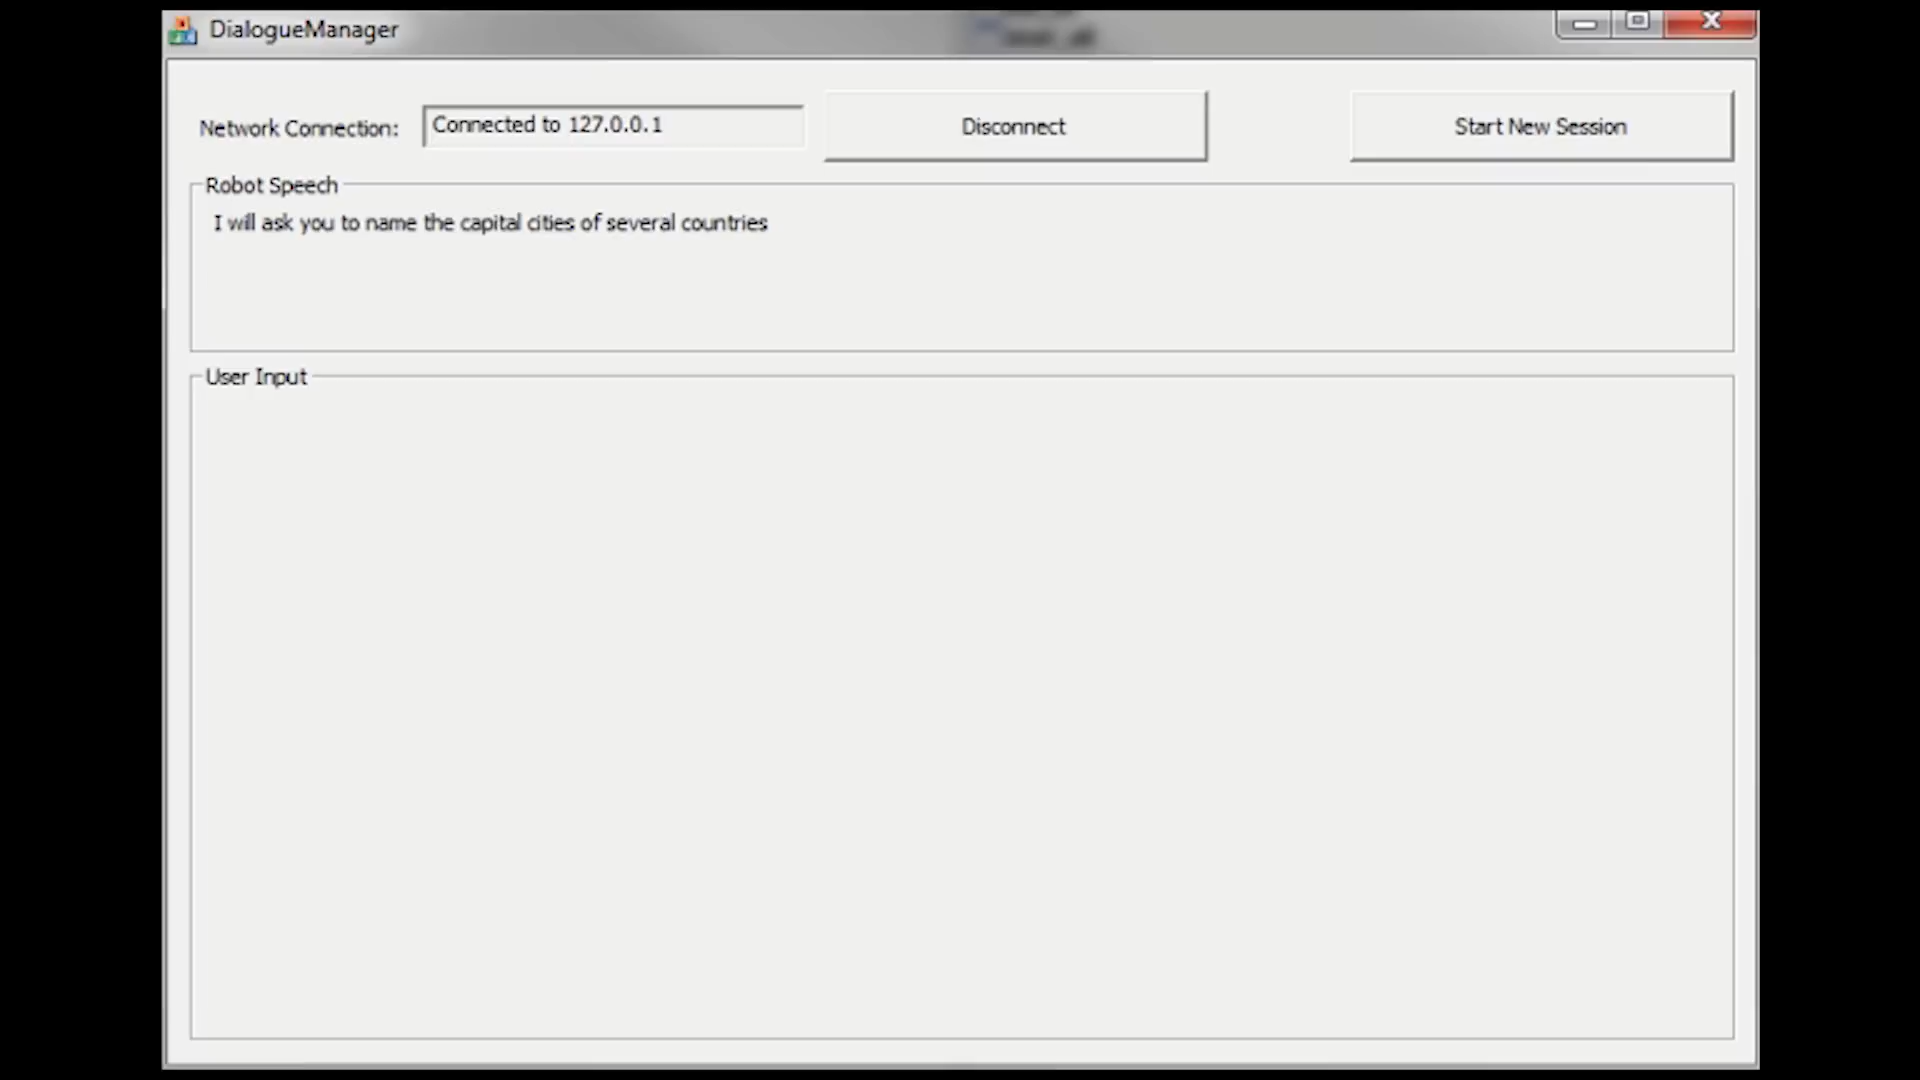 DialogueManager
Network Connection: Connected to 127.0.0.1 Disconnect Start New Session
Robot Speech
I will ask you to name the capital cities of several countries
User Input